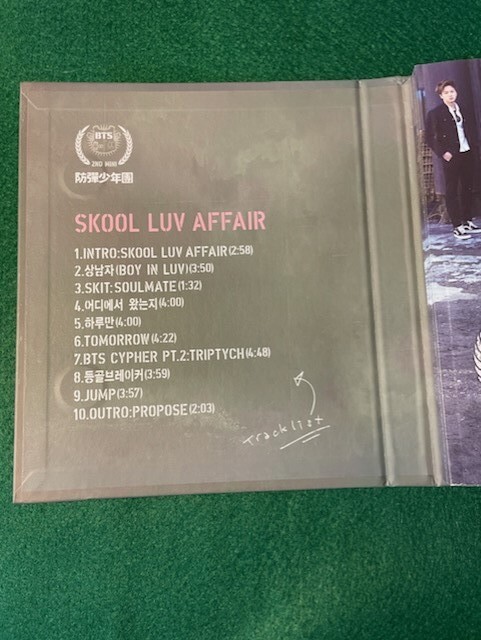 BTS
2ND MINI
防彈少年團
SKOOL LUV AFFAIR
1.INTRO:SKOOL LUV AFFAIR(2:58)
2.상남자(BOY IN LUV)(3:50)
3.SKIT:SOULMATE(1:32)
4.어디에서 왔는지(4:00)
5.하루만(4:00)
6.TOMORROW(4:22)
7.BTS CYPHER PT.2:TRIPTYCH(4:48)
8.등골브레이커(3:59)
9.JUMP(3:57)
10.OUTRO:PROPOSE(2:03)
Tracklist